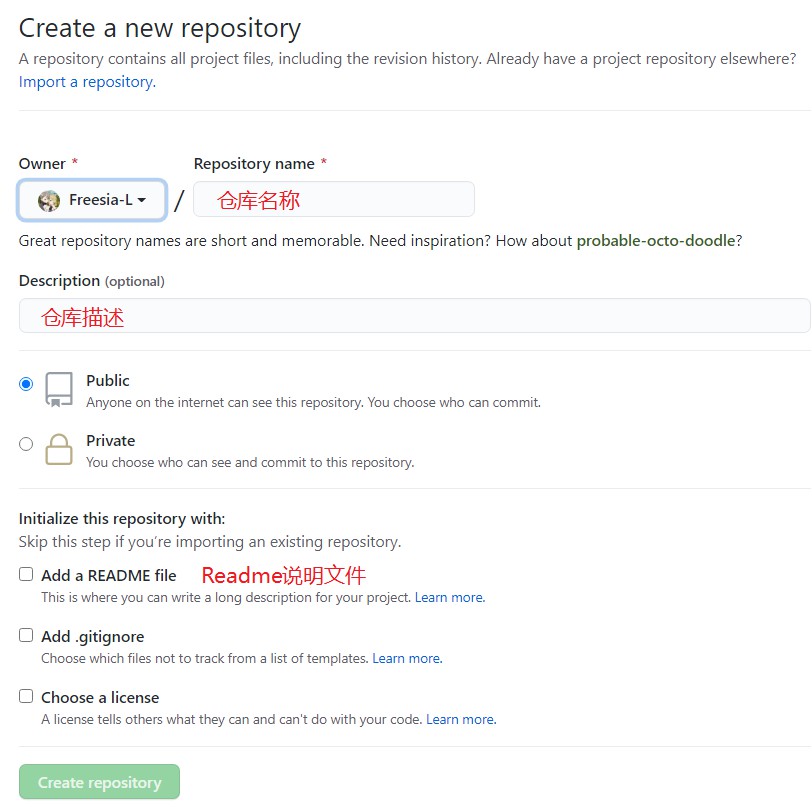 Create a new repository
A repository contains all project files, including the revision history. Already have a project repository elsewhere?
Import a repository.
Owner * Repository name *
Freesia-L / 仓库名称
Great repository names are short and memorable. Need inspiration? How about probable-octo-doodle?
Description (optional)
仓库描述
Public
Anyone on the internet can see this repository. You choose who can commit.
Private
You choose who can see and commit to this repository.
Initialize this repository with:
Skip this step if you’re importing an existing repository.
Add a README file Readme说明文件
This is where you can write a long description for your project. Learn more.
Add .gitignore
Choose which files not to track from a list of templates. Learn more.
Choose a license
A license tells others what they can and can't do with your code. Learn more.
Create repository